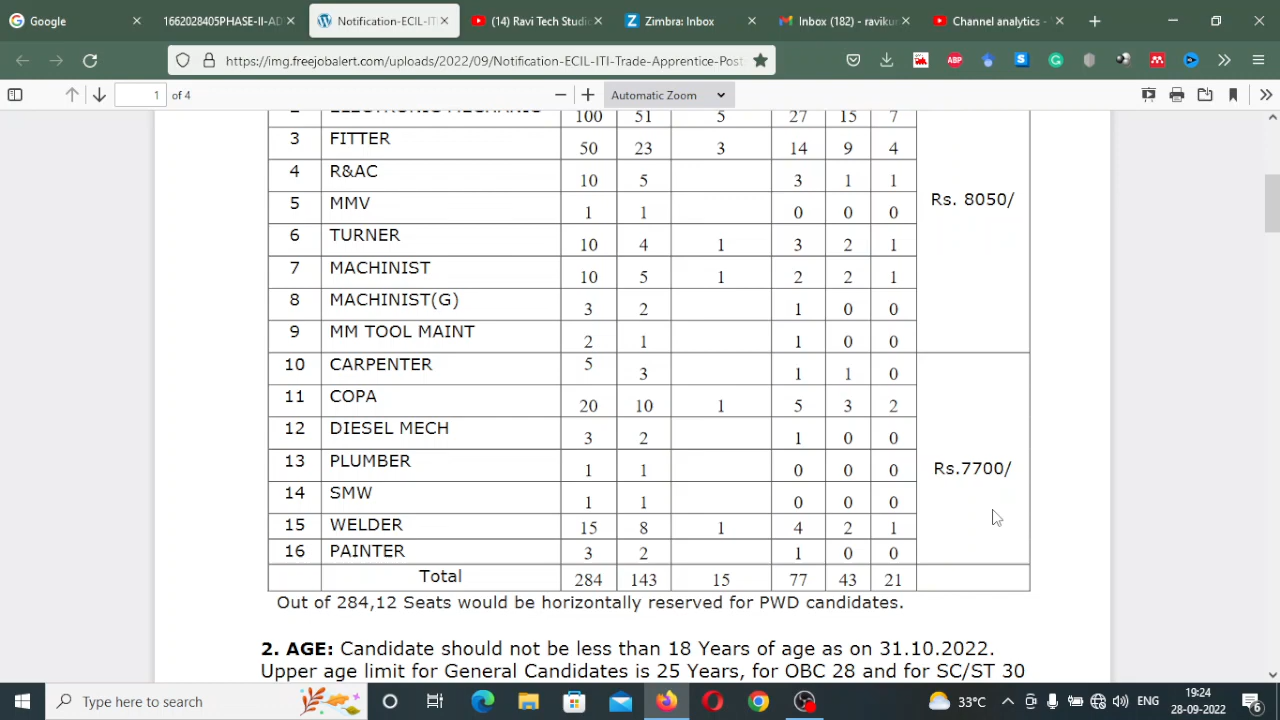 Google
1662028405PHASE-II-AD
Notification-ECIL-ITI-
(14) Ravi Tech Studi
Zimbra: Inbox
Inbox (182) - ravikur
Channel analytics -
https://img.freejobalert.com/uploads/2022/09/Notification-ECIL-ITI-Trade-Apprentice-Post
ABP
1 of 4
Automatic Zoom
2 ELECTRONIC MECHANIC 100 51 5 27 15 7
3 FITTER 50 23 3 14 9 4
4 R&AC 10 5 3 1 1
Rs. 8050/
5 MMV 1 1 0 0 0
6 TURNER 10 4 1 3 2 1
7 MACHINIST 10 5 1 2 2 1
8 MACHINIST(G) 3 2 1 0 0
9 MM TOOL MAINT 2 1 1 0 0
10 CARPENTER 5 3 1 1 0
11 COPA 20 10 1 5 3 2
12 DIESEL MECH 3 2 1 0 0
13 PLUMBER 1 1 0 0 0
Rs.7700/
14 SMW 1 1 0 0 0
15 WELDER 15 8 1 4 2 1
16 PAINTER 3 2 1 0 0
Total 284 143 15 77 43 21
Out of 284,12 Seats would be horizontally reserved for PWD candidates.
2. AGE: Candidate should not be less than 18 Years of age as on 31.10.2022.
Upper age limit for General Candidates is 25 Years, for OBC 28 and for SC/ST 30
Type here to search
33°C
ENG
19:24
28-09-2022
6